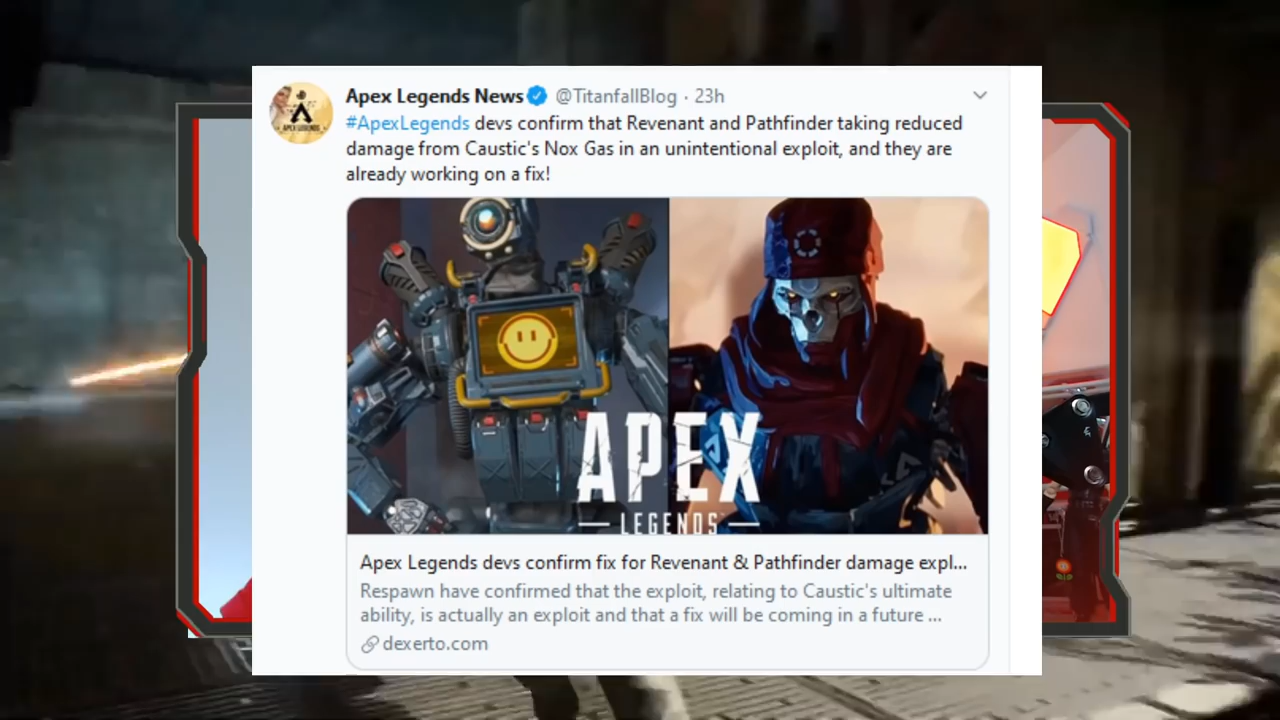 Apex Legends News @TitanfallBlog · 23h
#ApexLegends devs confirm that Revenant and Pathfinder taking reduced
damage from Caustic's Nox Gas in an unintentional exploit, and they are
already working on a fix!
APEX
LEGENDS
Apex Legends devs confirm fix for Revenant & Pathfinder damage expl...
Respawn have confirmed that the exploit, relating to Caustic's ultimate
ability, is actually an exploit and that a fix will be coming in a future ...
dexerto.com